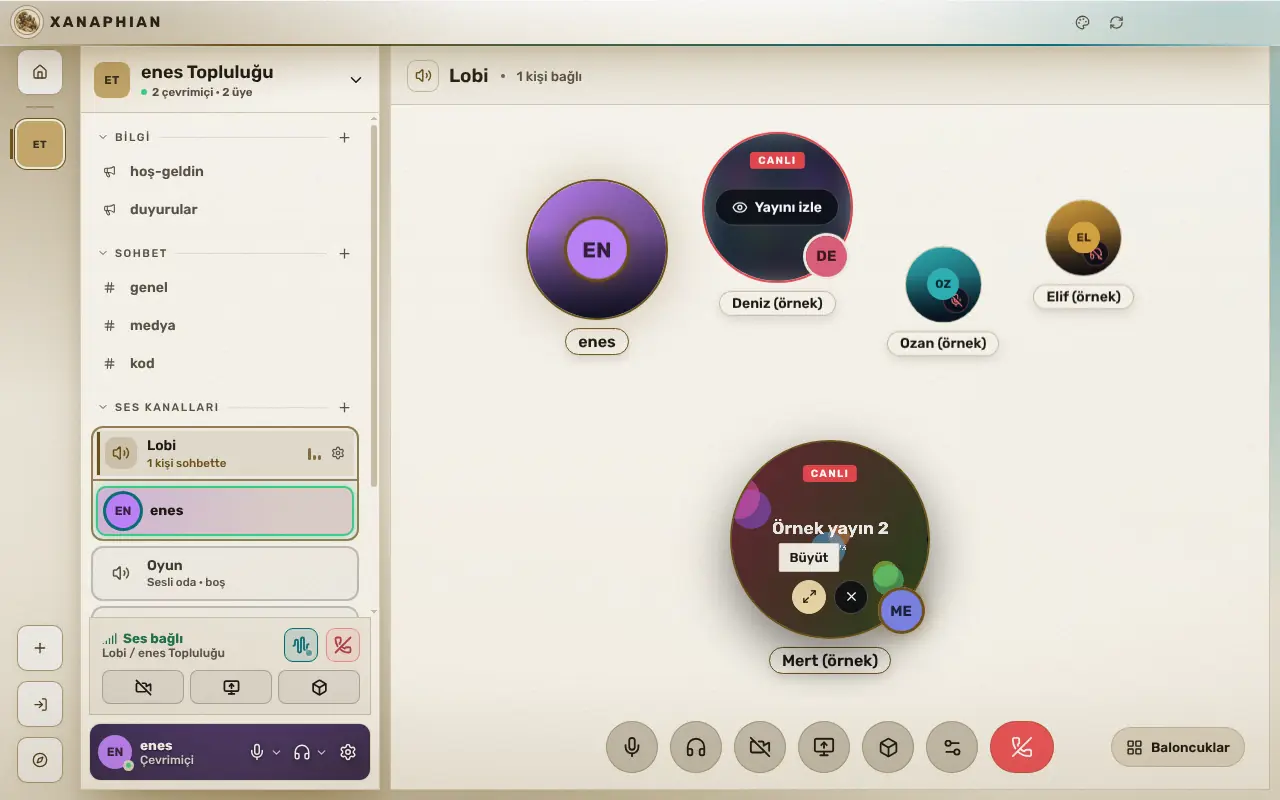 XANAPHIAN
ET
enes Topluluğu
2 çevrimiçi • 2 üye
ET
BİLGİ
hoş-geldin
duyurular
SOHBET
# genel
# medya
# kod
SES KANALLARI
Lobi
1 kişi sohbette
EN
enes
Oyun
Sesli oda • boş
Ses bağlı
Lobi / enes Topluluğu
EN
enes
Çevrimiçi
Lobi • 1 kişi bağlı
EN
enes
CANLI
Yayını izle
DE
Deniz (örnek)
OZ
Ozan (örnek)
EL
Elif (örnek)
CANLI
Örnek yayın 2
Büyüt
ME
Mert (örnek)
Baloncuklar